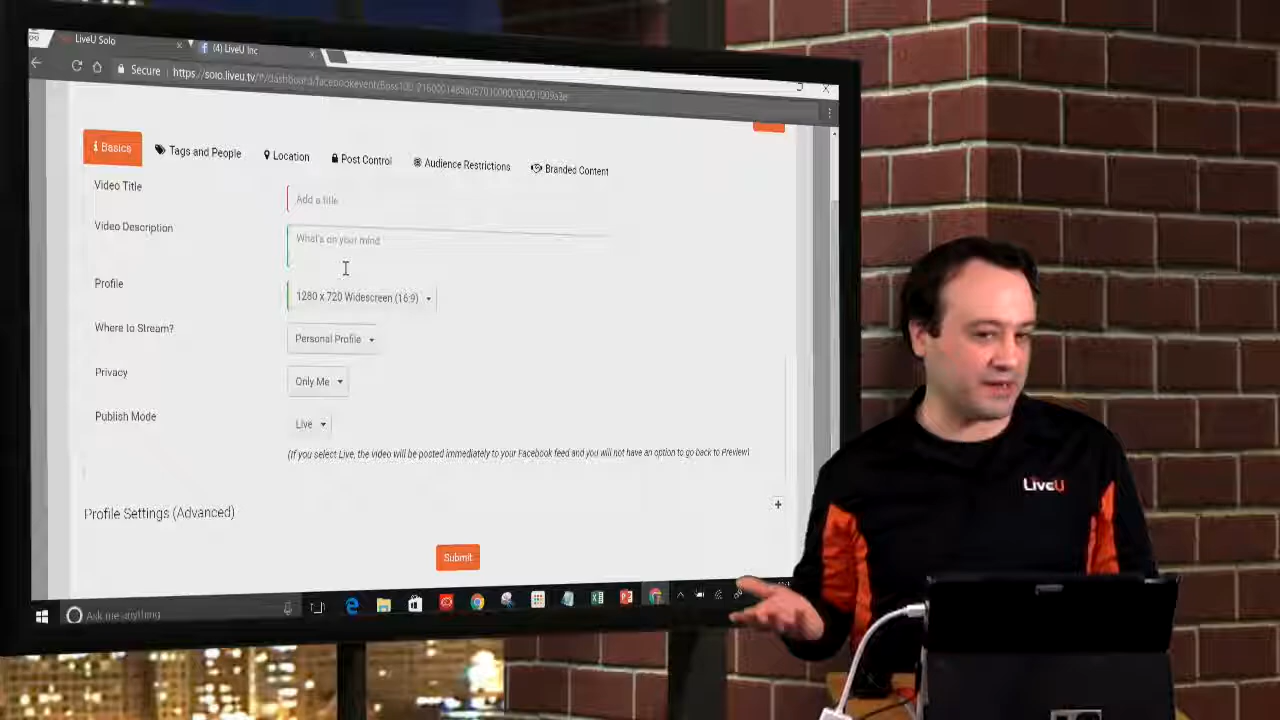 LiveU Solo
(4) LiveU Inc
Secure
https://solo.liveu.tv/
Basics
Tags and People
Location
Post Control
Audience Restrictions
Branded Content
Video Title
Add a title
Video Description
What's on your mind
Profile
1280 x 720 Widescreen (16:9)
Where to Stream?
Personal Profile
Privacy
Only Me
Publish Mode
Live
(If you select Live, the video will be posted immediately to your Facebook feed and you will not have an option to go back to Preview)
Profile Settings (Advanced)
Submit
Ask me anything
LiveU